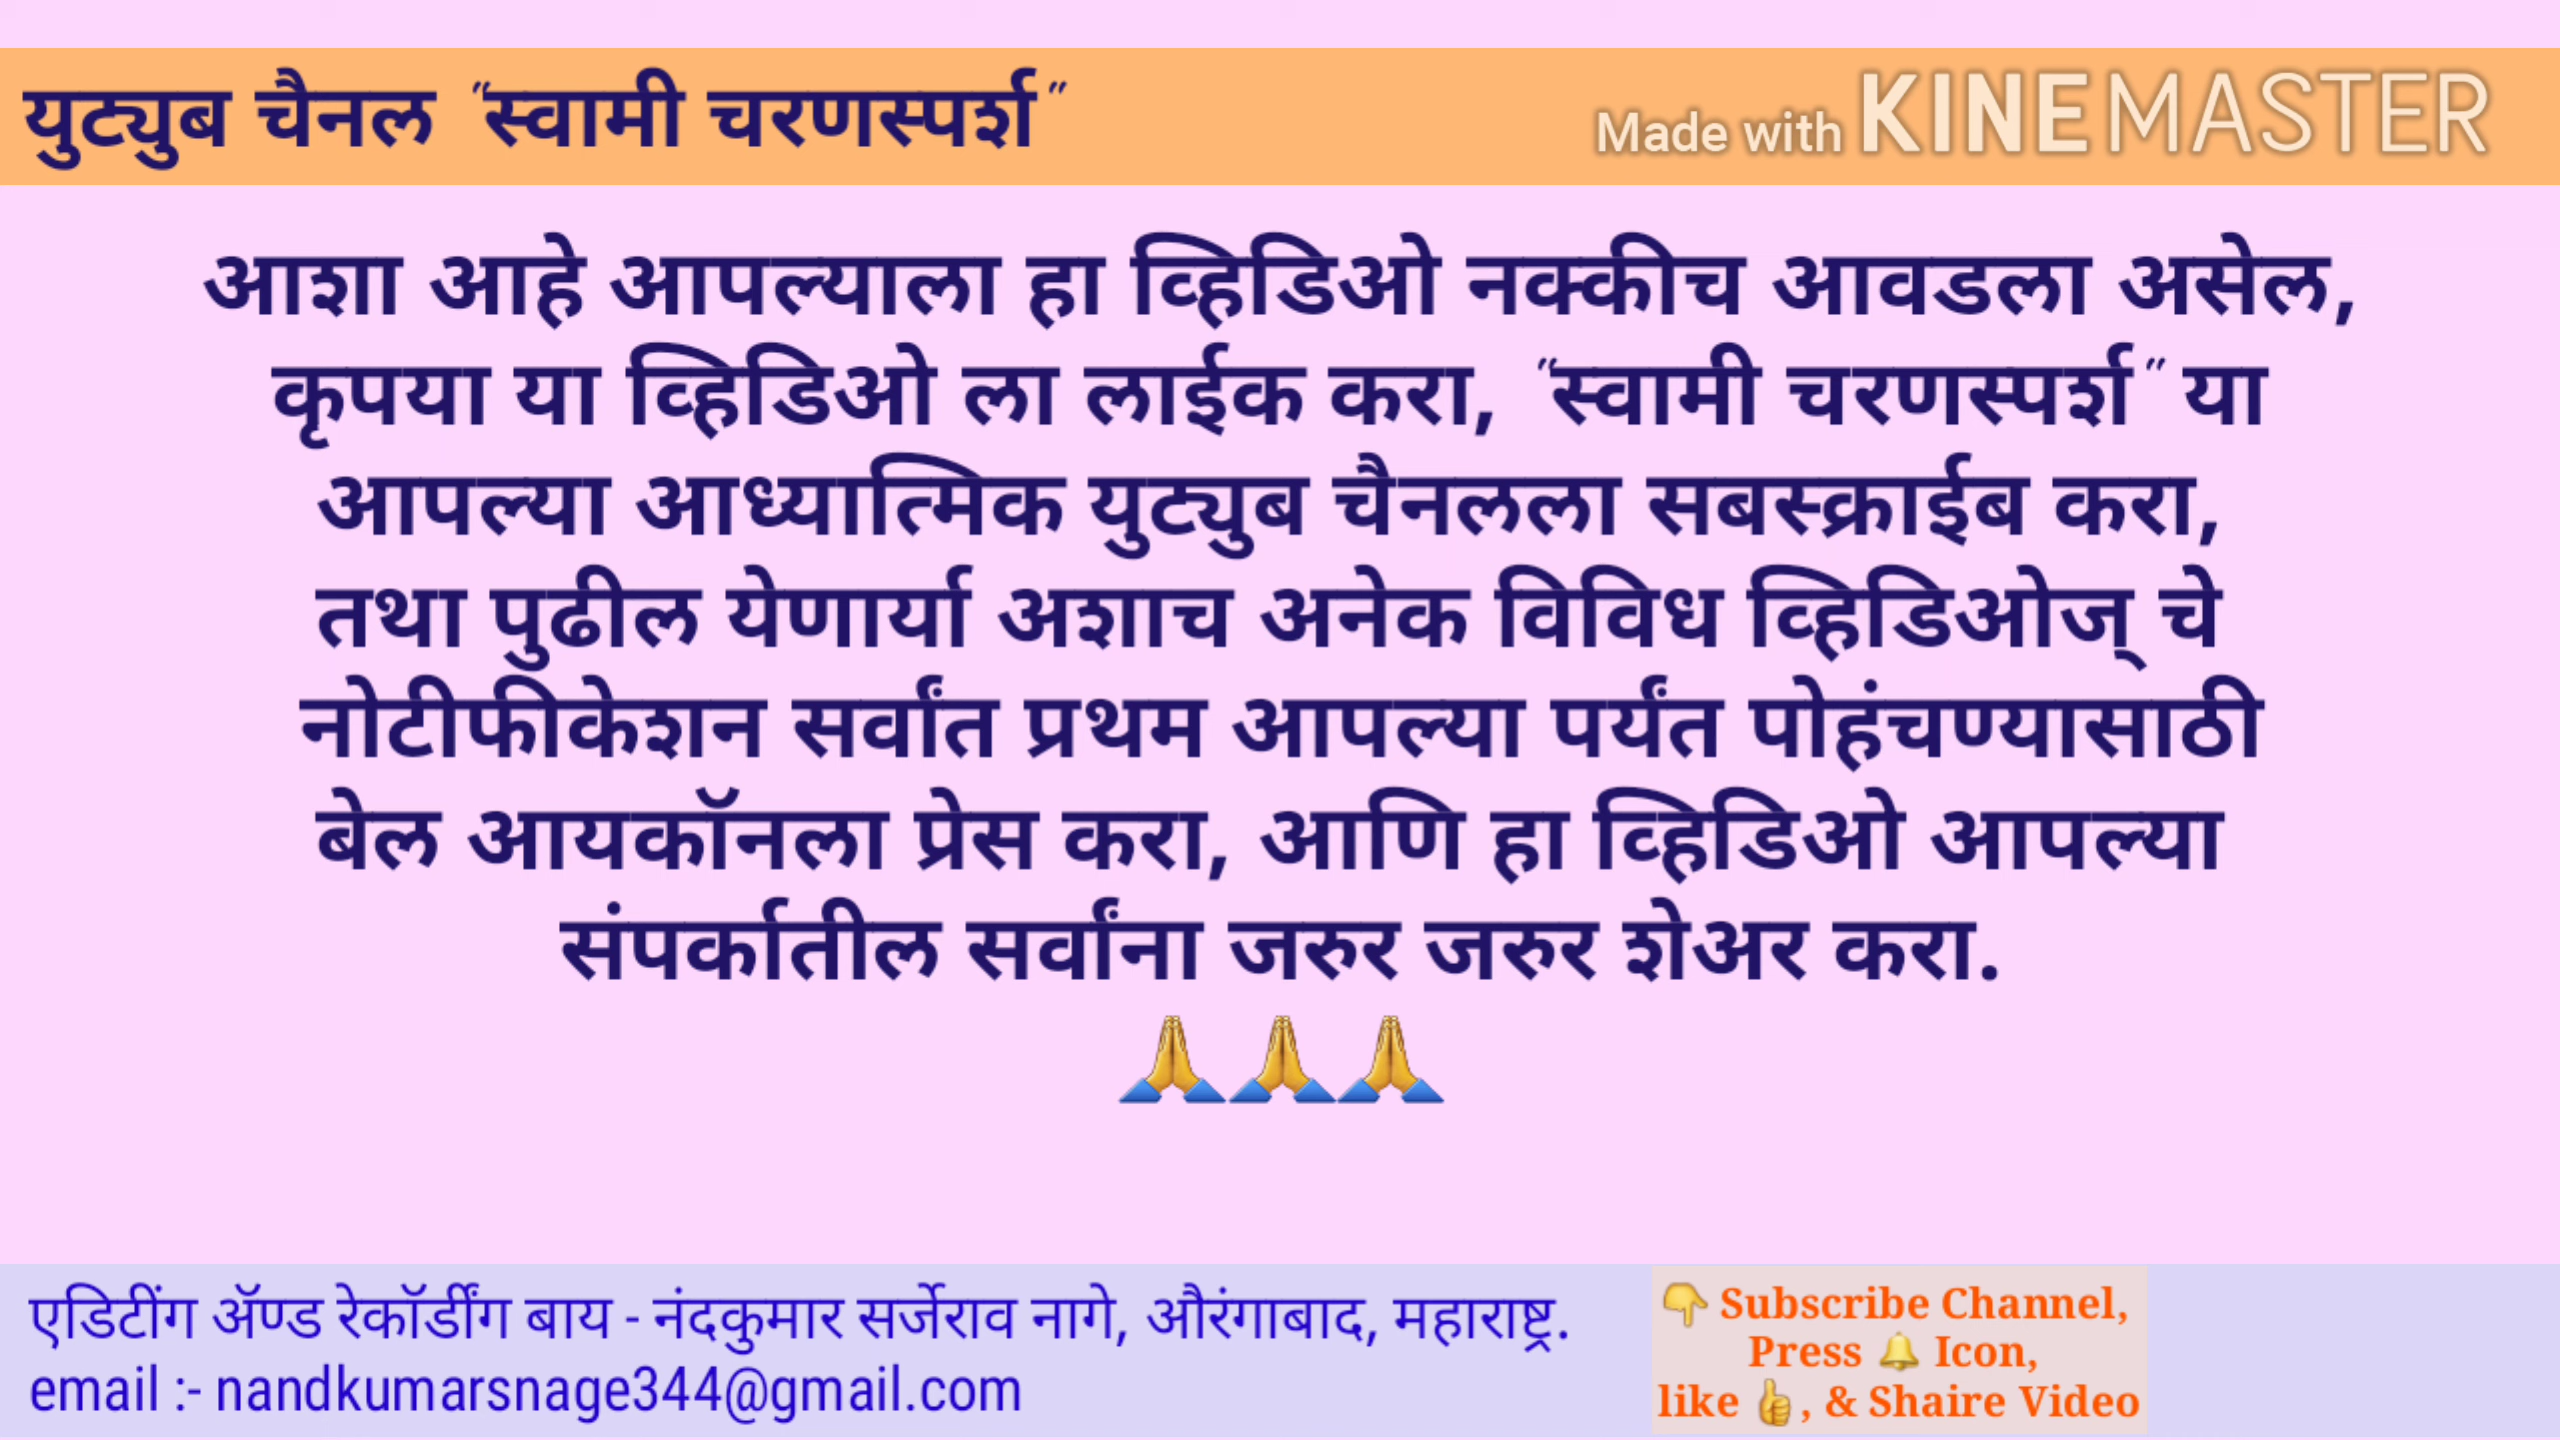 युट्युब चैनल "स्वामी चरणस्पर्श"
Made with KINEMASTER
आशा आहे आपल्याला हा व्हिडिओ नक्कीच आवडला असेल,
कृपया या व्हिडिओ ला लाईक करा, "स्वामी चरणस्पर्श" या
आपल्या आध्यात्मिक युट्युब चैनलला सबस्क्राईब करा,
तथा पुढील येणार्या अशाच अनेक विविध व्हिडिओज् चे
नोटीफीकेशन सर्वांत प्रथम आपल्या पर्यंत पोहंचण्यासाठी
बेल आयकॉनला प्रेस करा, आणि हा व्हिडिओ आपल्या
संपर्कातील सर्वांना जरुर जरुर शेअर करा.
🙏🙏🙏
एडिटींग ॲण्ड रेकॉर्डींग बाय - नंदकुमार सर्जेराव नागे, औरंगाबाद, महाराष्ट्र.
email :- nandkumarsnage344@gmail.com
👇 Subscribe Channel,
Press 🔔 Icon,
like 👍, & Shaire Video